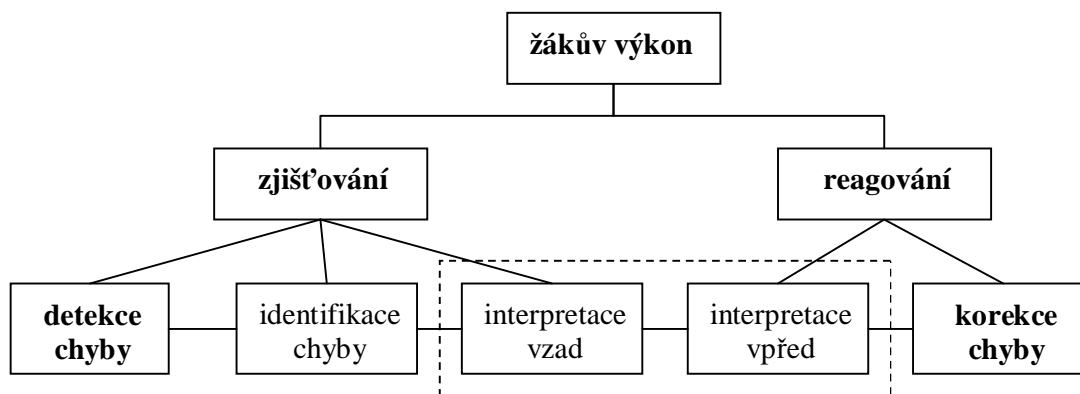 žákův výkon
zjišťování
reagování
detekce
chyby
identifikace
chyby
interpretace
vzad
interpretace
vpřed
korekce
chyby